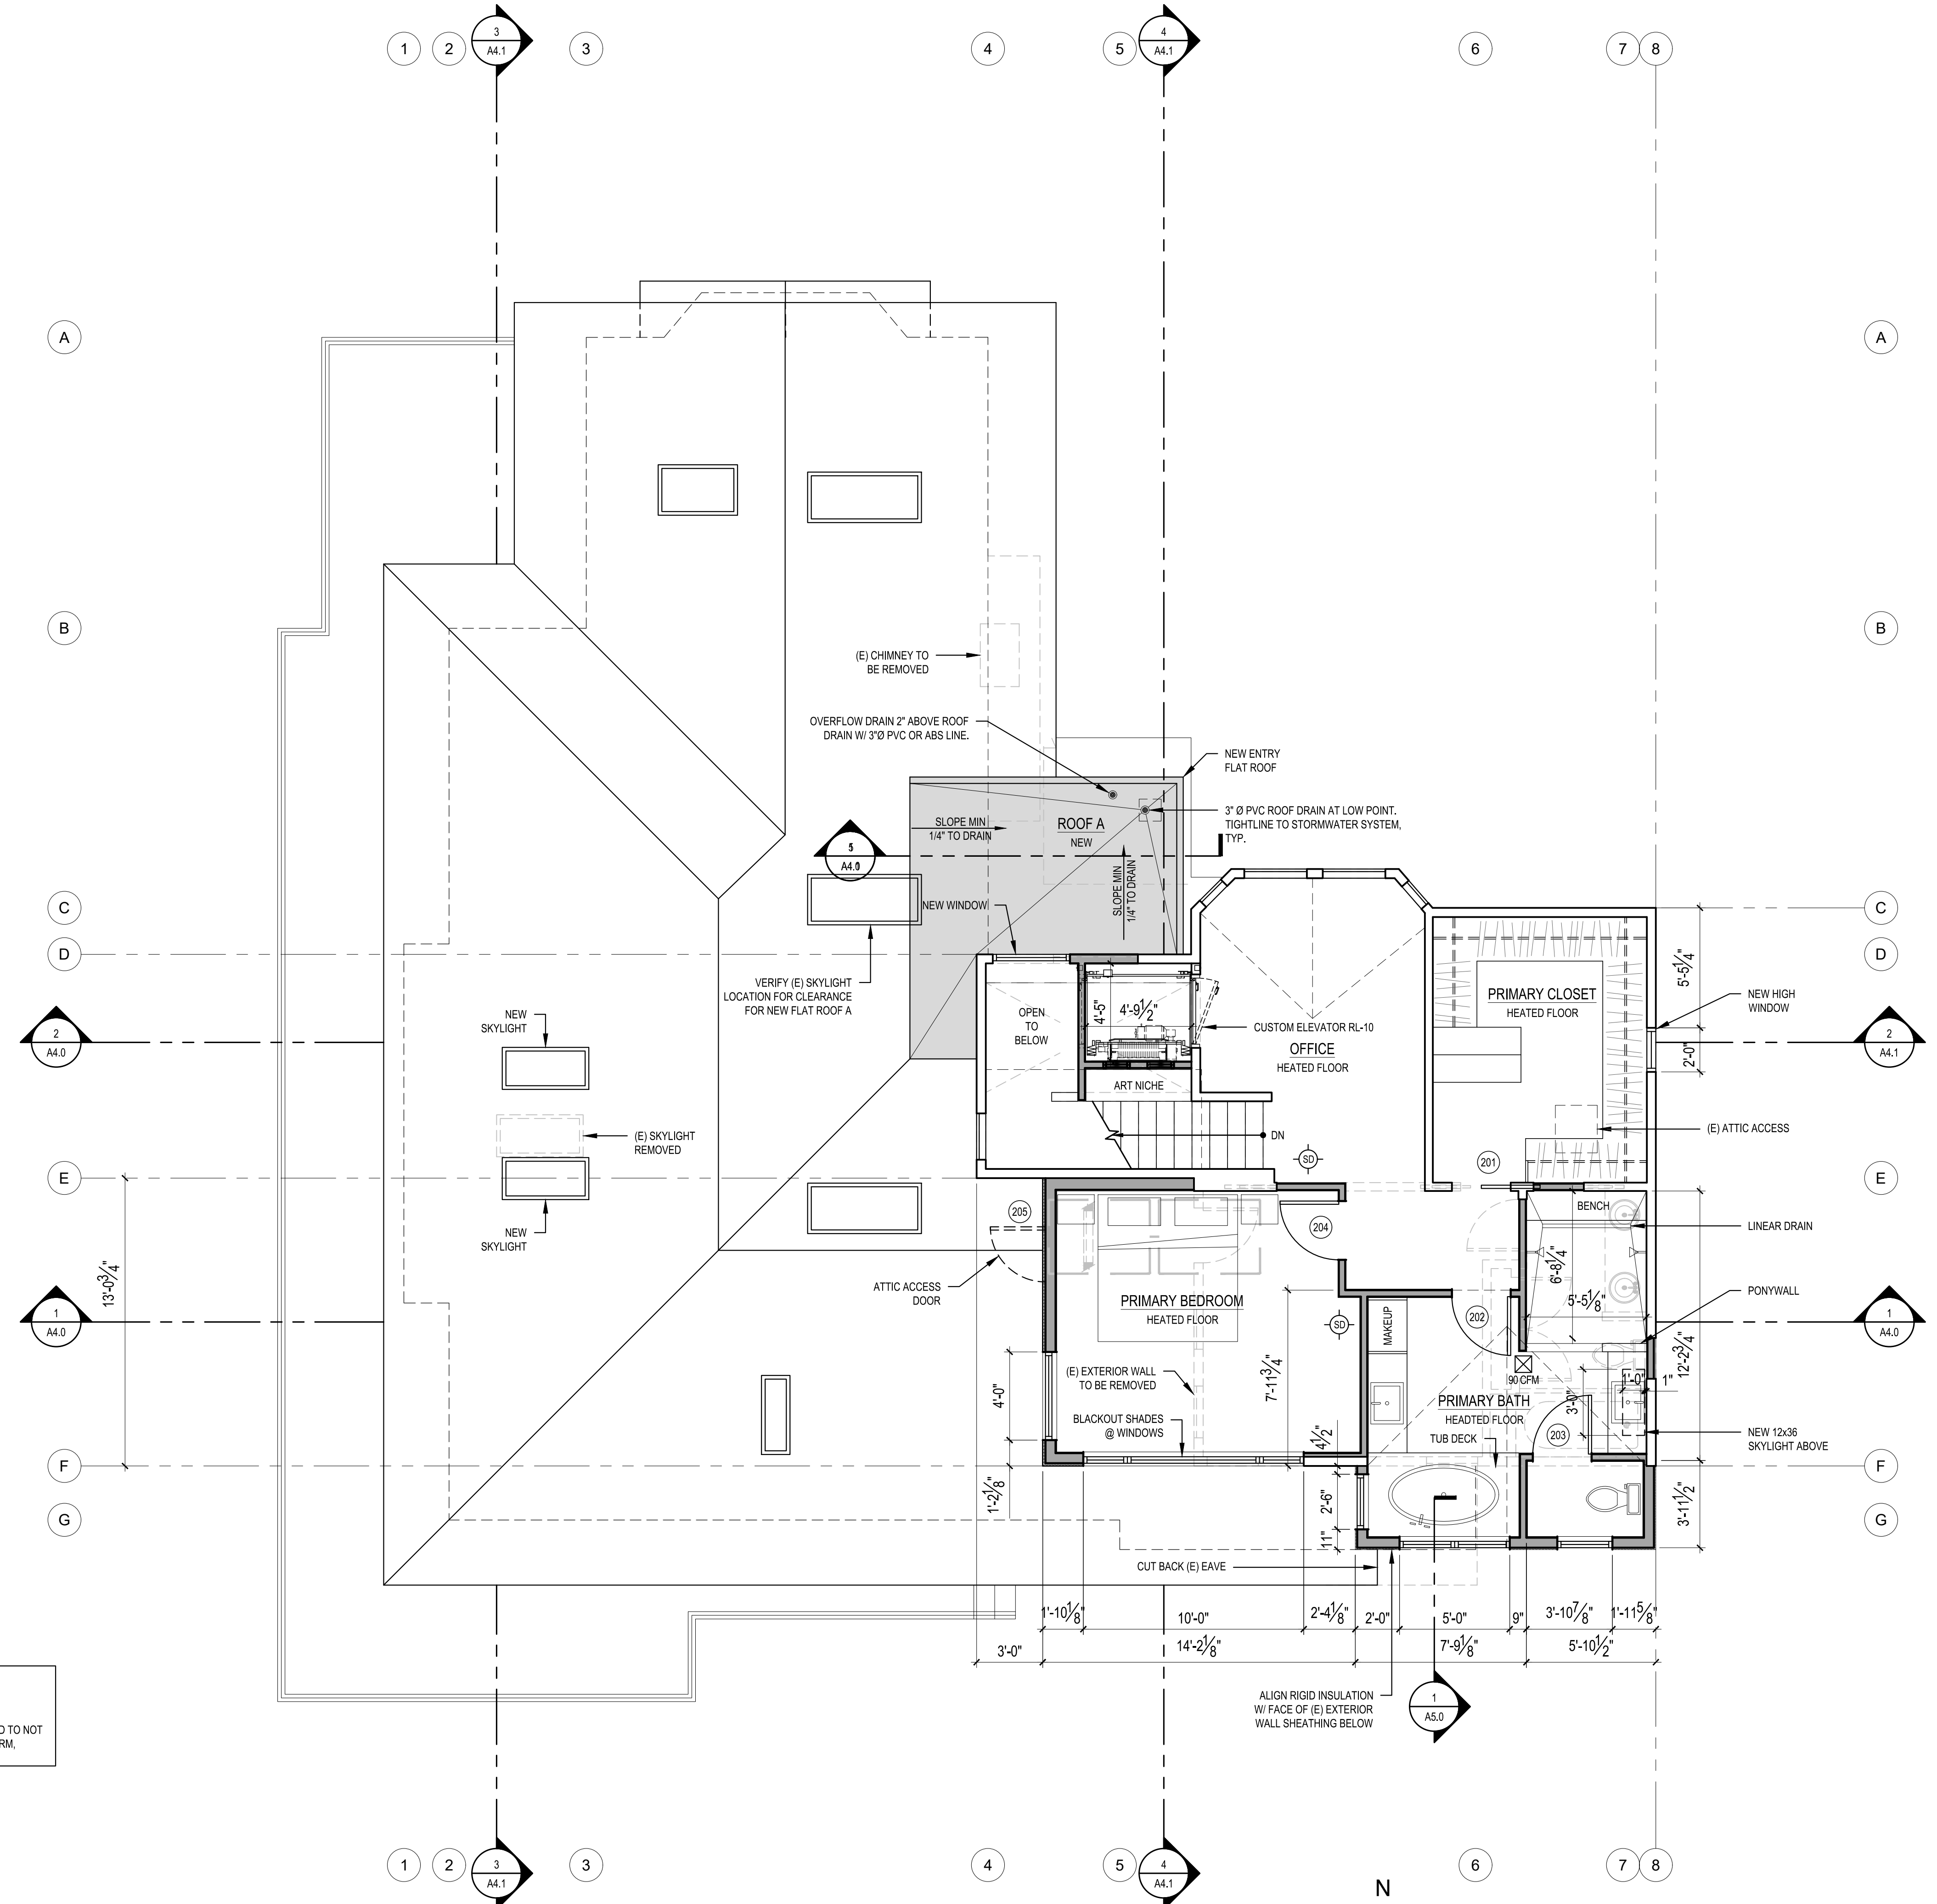 1
2
3
A4.1
3
4
5
4
A4.1
6
7
8
A
A
B
B
(E) CHIMNEY TO
BE REMOVED
OVERFLOW DRAIN 2" ABOVE ROOF
DRAIN W/ 3"Ø PVC OR ABS LINE.
NEW ENTRY
FLAT ROOF
3" Ø PVC ROOF DRAIN AT LOW POINT.
TIGHTLINE TO STORMWATER SYSTEM,
TYP.
SLOPE MIN
1/4" TO DRAIN
ROOF A
NEW
5
SLOPE MIN
1/4" TO DRAIN
C
C
NEW WINDOW
D
D
5'-5 1/4"
VERIFY (E) SKYLIGHT
LOCATION FOR CLEARANCE
FOR NEW FLAT ROOF A
PRIMARY CLOSET
HEATED FLOOR
NEW HIGH
WINDOW
NEW
SKYLIGHT
OPEN
TO
BELOW
4'-5"
4'-9 1/2"
CUSTOM ELEVATOR RL-10
OFFICE
HEATED FLOOR
2
A4.0
2
A4.1
2'-0"
ART NICHE
(E) SKYLIGHT
REMOVED
DN
(E) ATTIC ACCESS
SD
201
E
E
NEW
SKYLIGHT
205
204
BENCH
LINEAR DRAIN
13'-0 3/4"
ATTIC ACCESS
DOOR
6'-8 1/4"
5'-5 1/8"
PONYWALL
PRIMARY BEDROOM
HEATED FLOOR
SD
MAKEUP
202
1
A4.0
1
A4.0
12'-2 3/4"
7'-11 3/4"
(E) EXTERIOR WALL
TO BE REMOVED
90 CFM
1'-0"
1"
4'-0"
3'-0"
PRIMARY BATH
HEADTED FLOOR
BLACKOUT SHADES
@ WINDOWS
4 1/2"
TUB DECK
203
NEW 12x36
SKYLIGHT ABOVE
F
F
1'-2 1/8"
2'-6"
3'-11 1/2"
G
G
11"
CUT BACK (E) EAVE
1'-10 1/8"
10'-0"
2'-4 1/8"
2'-0"
5'-0"
9"
3'-10 7/8"
1'-11 5/8"
3'-0"
14'-2 1/8"
7'-9 1/8"
5'-10 1/2"
ALIGN RIGID INSULATION
W/ FACE OF (E) EXTERIOR
WALL SHEATHING BELOW
1
A5.0
TO NOT
RM,
1
2
3
A4.1
3
4
5
4
A4.1
6
7
8
N